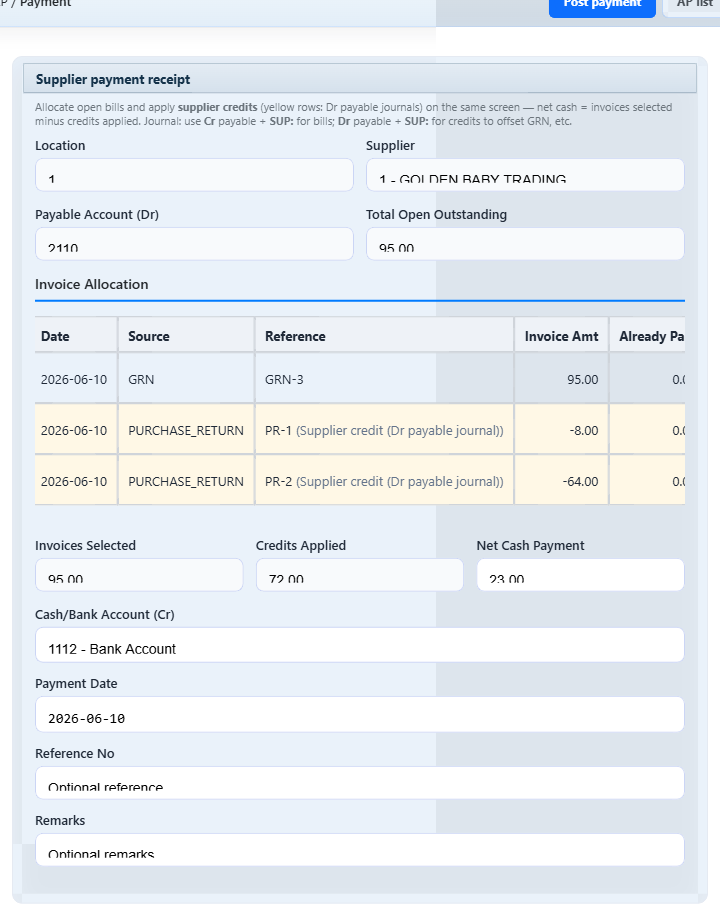 P / Payment
Post payment
AP list
Supplier payment receipt
Allocate open bills and apply supplier credits (yellow rows: Dr payable journals) on the same screen — net cash = invoices selected
minus credits applied. Journal: use Cr payable + SUP: for bills; Dr payable + SUP: for credits to offset GRN, etc.
Location
Supplier
1
1 - GOLDEN BABY TRADING
Payable Account (Dr)
Total Open Outstanding
2110
95.00
Invoice Allocation
Date Source Reference Invoice Amt Already Pa
2026-06-10 GRN GRN-3 95.00 0.0
2026-06-10 PURCHASE_RETURN PR-1 (Supplier credit (Dr payable journal)) -8.00 0.0
2026-06-10 PURCHASE_RETURN PR-2 (Supplier credit (Dr payable journal)) -64.00 0.0
Invoices Selected
Credits Applied
Net Cash Payment
95.00
72.00
23.00
Cash/Bank Account (Cr)
1112 - Bank Account
Payment Date
2026-06-10
Reference No
Optional reference
Remarks
Optional remarks